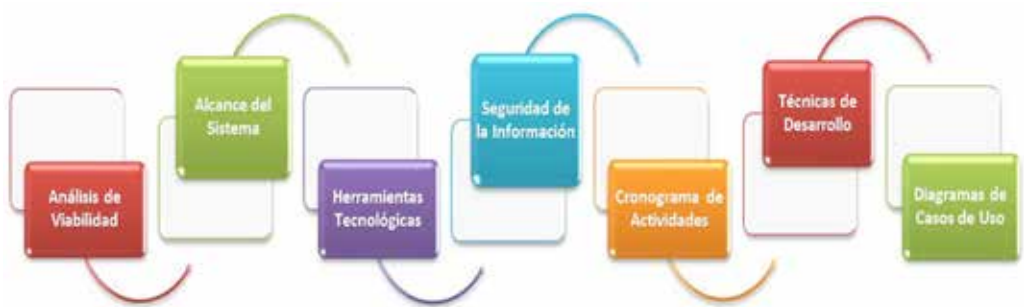 Análisis de
Viabilidad
Alcance del
Sistema
Herramientas
Tecnológicas
Seguridad de
la Información
Cronograma de
Actividades
Técnicas de
Desarrollo
Diagramas de
Casos de Uso